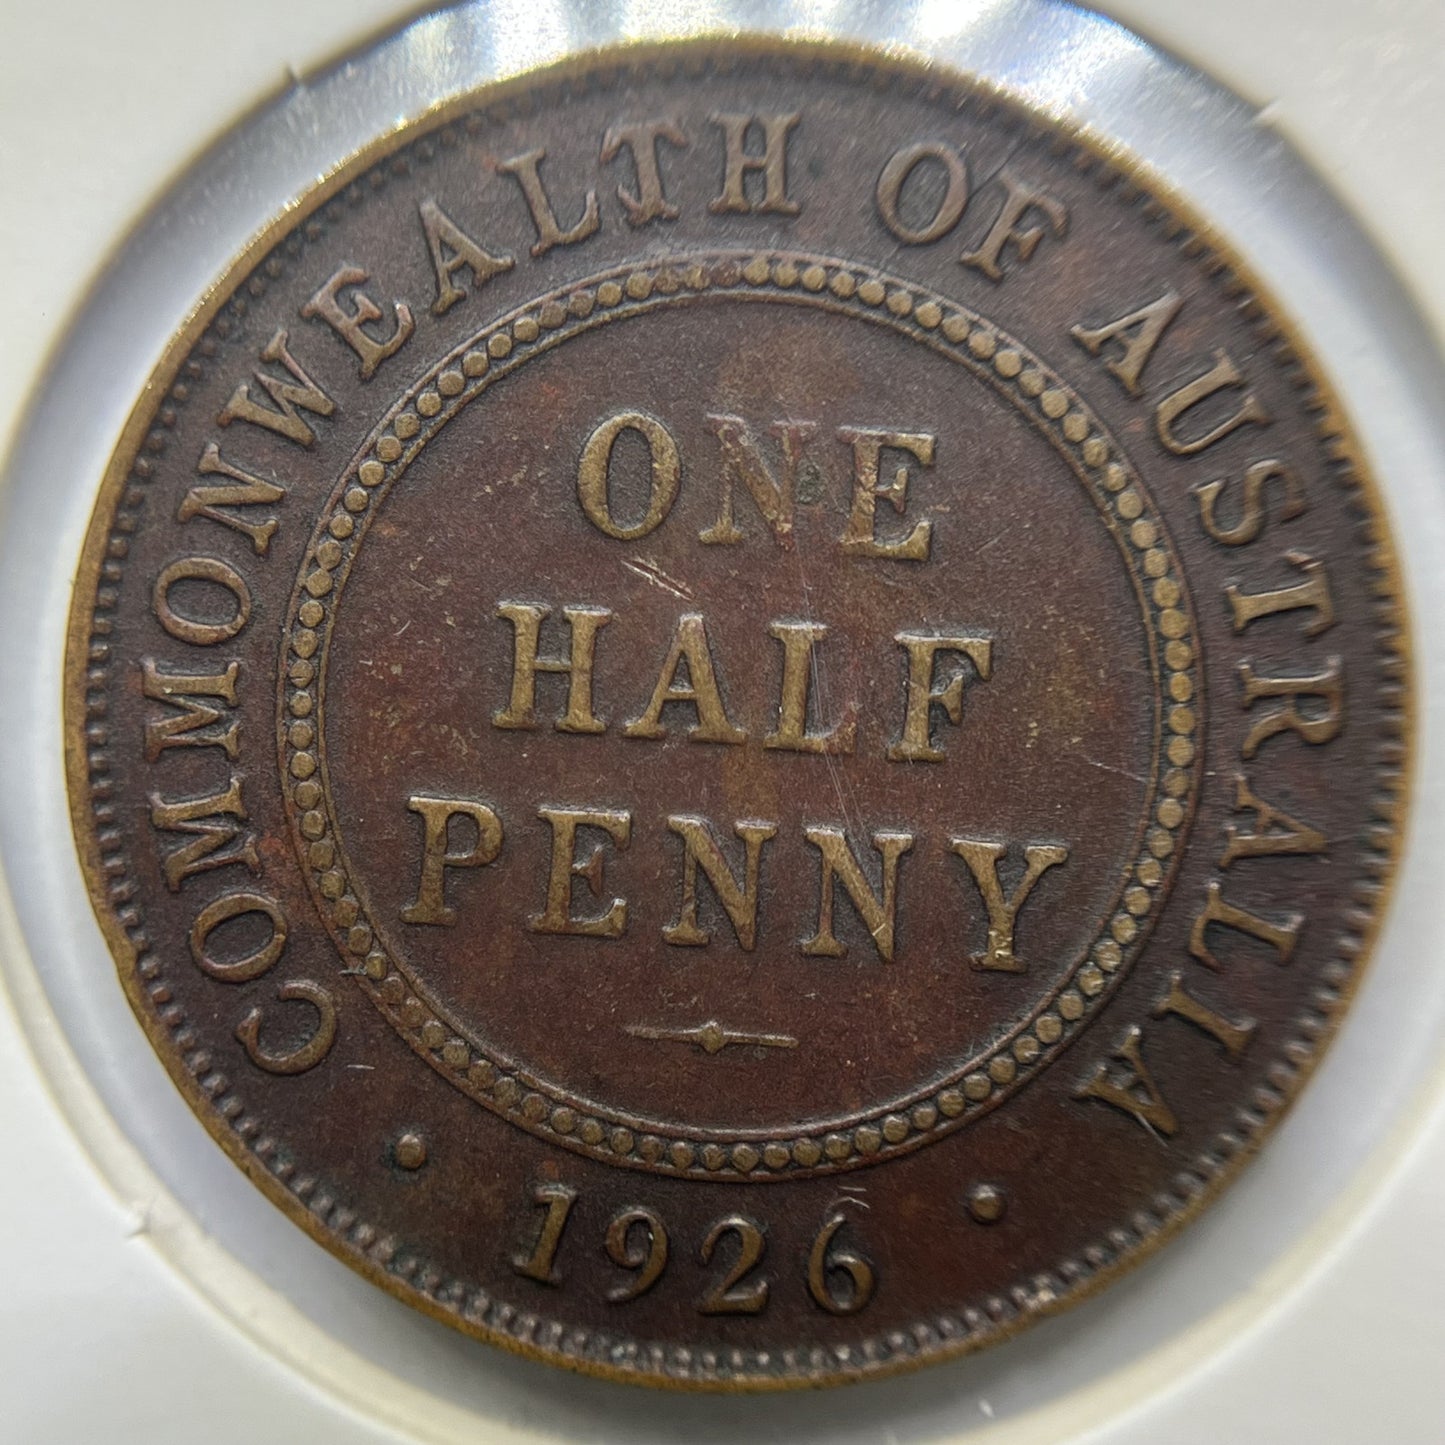 COMMONWEALTH OF AUSTRALIA
ONE
HALF
PENNY
1926